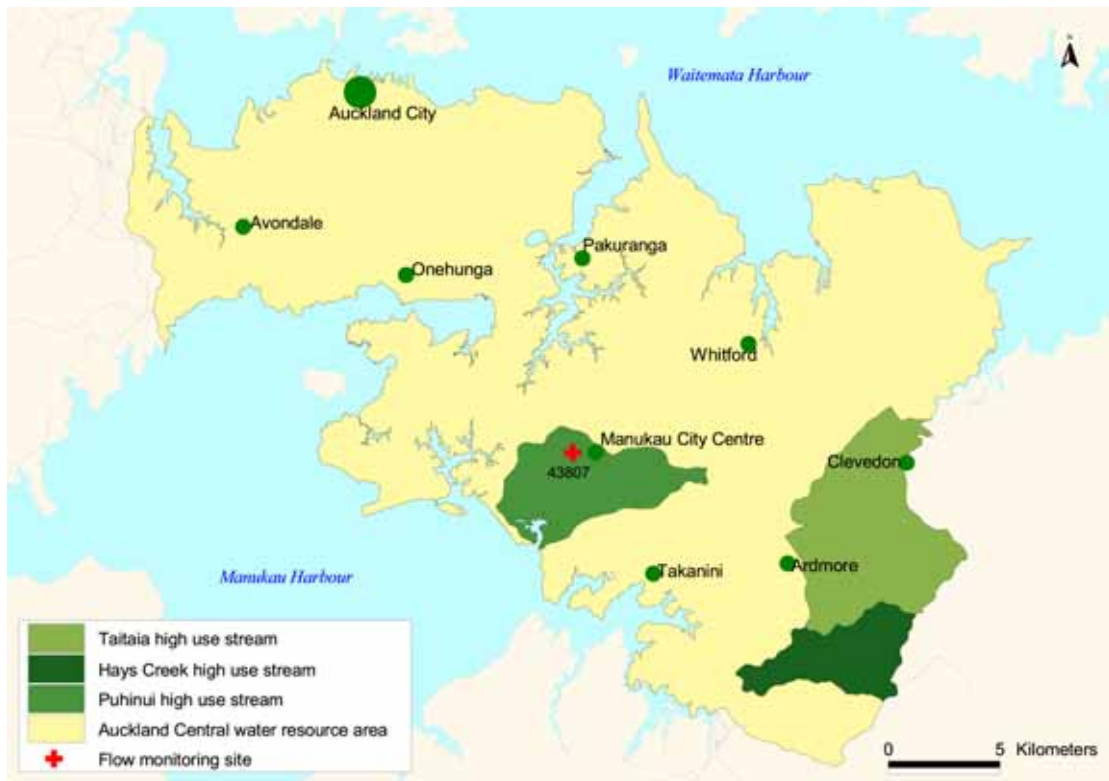 N
Waitemata Harbour
Auckland City
Avondale
Pakuranga
Onehunga
Whitford
Manukau City Centre
43807
Clevedon
Ardmore
Takanini
Manukau Harbour
Taitaia high use stream
Hays Creek high use stream
Puhinui high use stream
Auckland Central water resource area
Flow monitoring site
0 5 Kilometers